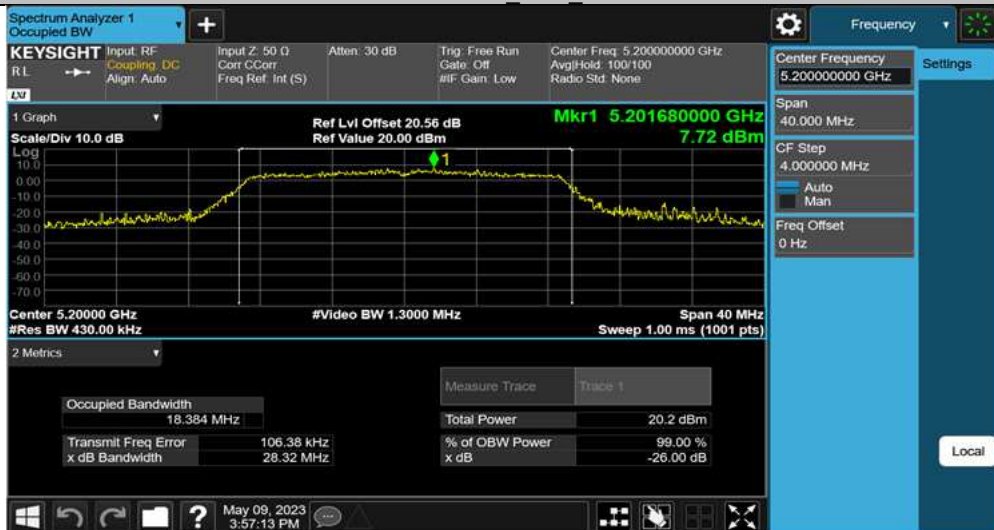 Spectrum Analyzer 1
Occupied BW
Frequency
KEYSIGHT
RL
LXI
Input: RF
Coupling: DC
Align: Auto
Input Z: 50 Ω
Corr CCorr
Freq Ref: Int (S)
Atten: 30 dB
Trig: Free Run
Gate: Off
#IF Gain: Low
Center Freq: 5.200000000 GHz
Avg|Hold: 100/100
Radio Std: None
Center Frequency
5.200000000 GHz
Settings
Span
40.000 MHz
CF Step
4.000000 MHz
Auto
Man
Freq Offset
0 Hz
Local
1 Graph
Scale/Div 10.0 dB
Ref Lvl Offset 20.56 dB
Ref Value 20.00 dBm
Mkr1 5.201680000 GHz
7.72 dBm
Log
10.0
0.00
-10.0
-20.0
-30.0
-40.0
-50.0
-60.0
-70.0
1
Center 5.20000 GHz
#Res BW 430.00 kHz
#Video BW 1.3000 MHz
Span 40 MHz
Sweep 1.00 ms (1001 pts)
2 Metrics
Measure Trace
Trace 1
Occupied Bandwidth
18.384 MHz
Total Power
20.2 dBm
Transmit Freq Error
106.38 kHz
% of OBW Power
99.00 %
x dB Bandwidth
28.32 MHz
x dB
-26.00 dB
?
May 09, 2023
3:57:13 PM